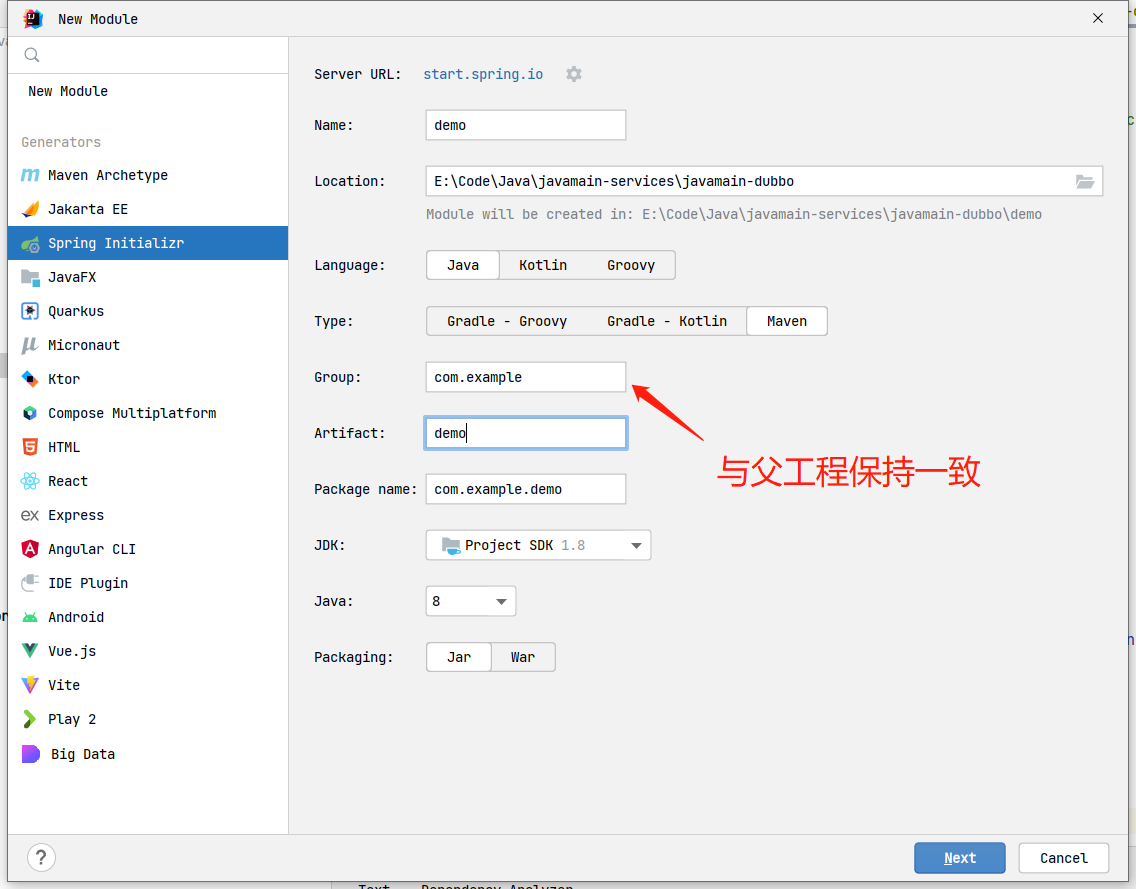 New Module
New Module
Generators
Maven Archetype
Jakarta EE
Spring Initializr
JavaFX
Quarkus
Micronaut
Ktor
Compose Multiplatform
HTML
React
Express
Angular CLI
IDE Plugin
Android
Vue.js
Vite
Play 2
Big Data
Server URL: start.spring.io
Name: demo
Location: E:\Code\Java\javamain-services\javamain-dubbo
Module will be created in: E:\Code\Java\javamain-services\javamain-dubbo\demo
Language: Java Kotlin Groovy
Type: Gradle - Groovy Gradle - Kotlin Maven
Group: com.example
Artifact: demo
与父工程保持一致
Package name: com.example.demo
JDK: Project SDK 1.8
Java: 8
Packaging: Jar War
? Next Cancel
Text Dependency Analyzer